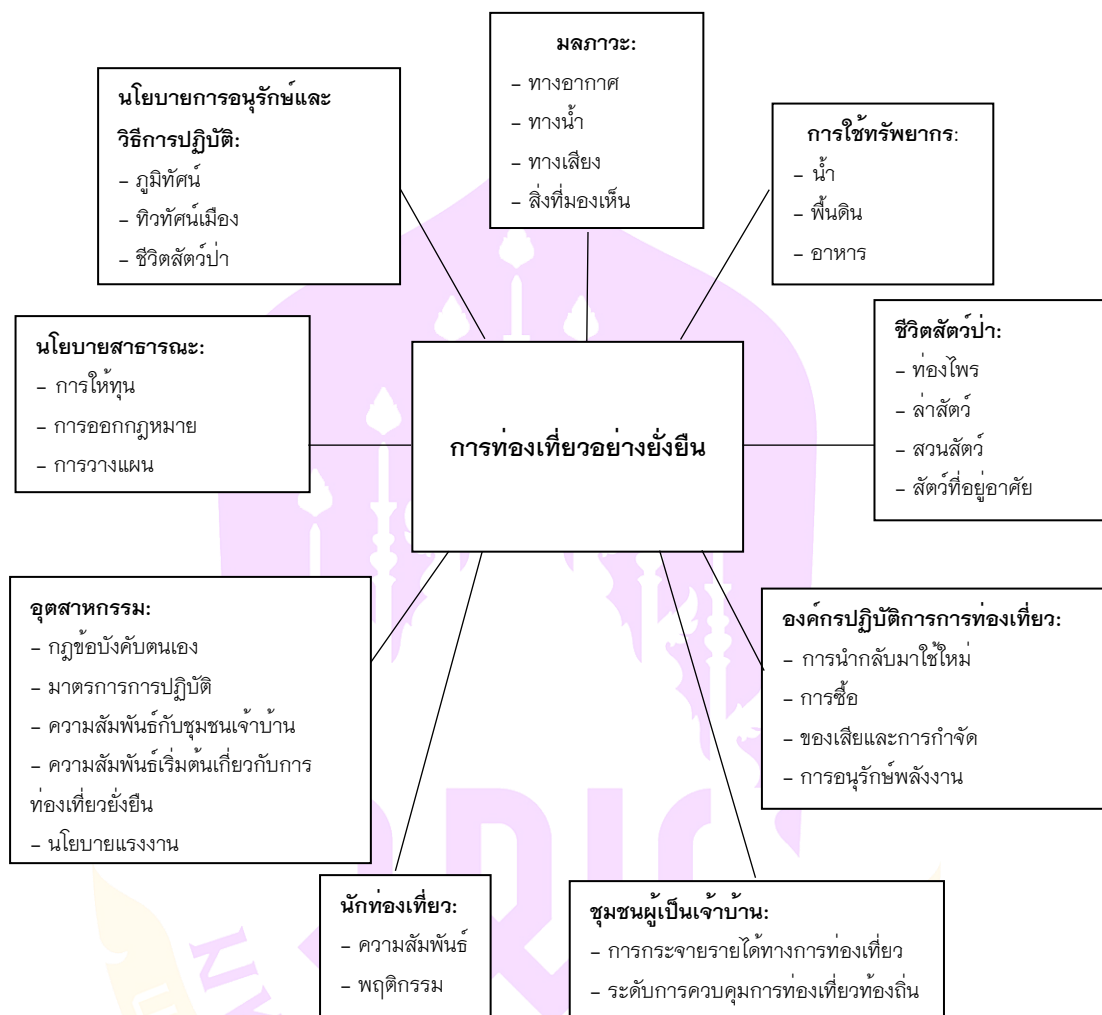 มลภาวะ:
– ทางอากาศ
– ทางน้ำ
– ทางเสียง
– สิ่งที่มองเห็น
นโยบายการอนุรักษ์และ
วิธีการปฏิบัติ:
– ภูมิทัศน์
– ทิวทัศน์เมือง
– ชีวิตสัตว์ป่า
การใช้ทรัพยากร:
– น้ำ
– พื้นดิน
– อาหาร
นโยบายสาธารณะ:
– การให้ทุน
– การออกกฎหมาย
– การวางแผน
การท่องเที่ยวอย่างยั่งยืน
ชีวิตสัตว์ป่า:
– ท่องไพร
– ล่าสัตว์
– สวนสัตว์
– สัตว์ที่อยู่อาศัย
อุตสาหกรรม:
– กฎข้อบังคับตนเอง
– มาตรการการปฏิบัติ
– ความสัมพันธ์กับชุมชนเจ้าบ้าน
– ความสัมพันธ์เริ่มต้นเกี่ยวกับการ
ท่องเที่ยวยั่งยืน
– นโยบายแรงงาน
องค์กรปฏิบัติการการท่องเที่ยว:
– การนำกลับมาใช้ใหม่
– การซื้อ
– ของเสียและการกำจัด
– การอนุรักษ์พลังงาน
นักท่องเที่ยว:
– ความสัมพันธ์
– พฤติกรรม
ชุมชนผู้เป็นเจ้าบ้าน:
– การกระจายรายได้ทางการท่องเที่ยว
– ระดับการควบคุมการท่องเที่ยวท้องถิ่น